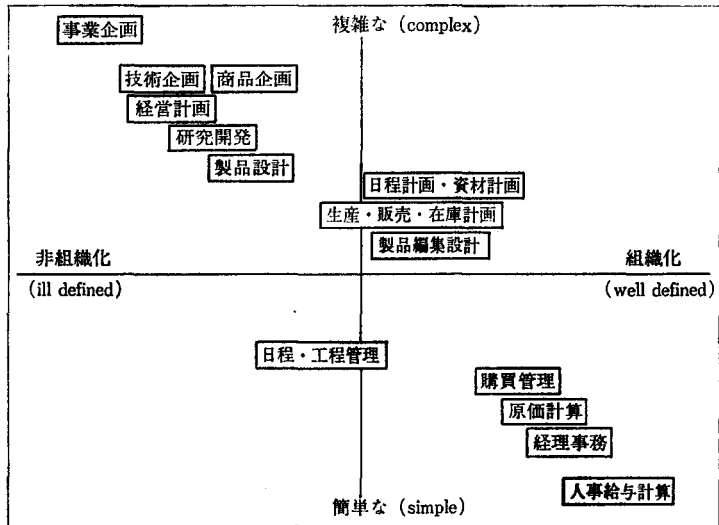 事業企画
複雑な (complex)
技術企画 商品企画
経営計画
研究開発
製品設計
日程計画・資材計画
生産・販売・在庫計画
製品編集設計
非組織化 組織化
(ill defined) (well defined)
日程・工程管理
購買管理
原価計算
経理事務
人事給与計算
簡単な (simple)